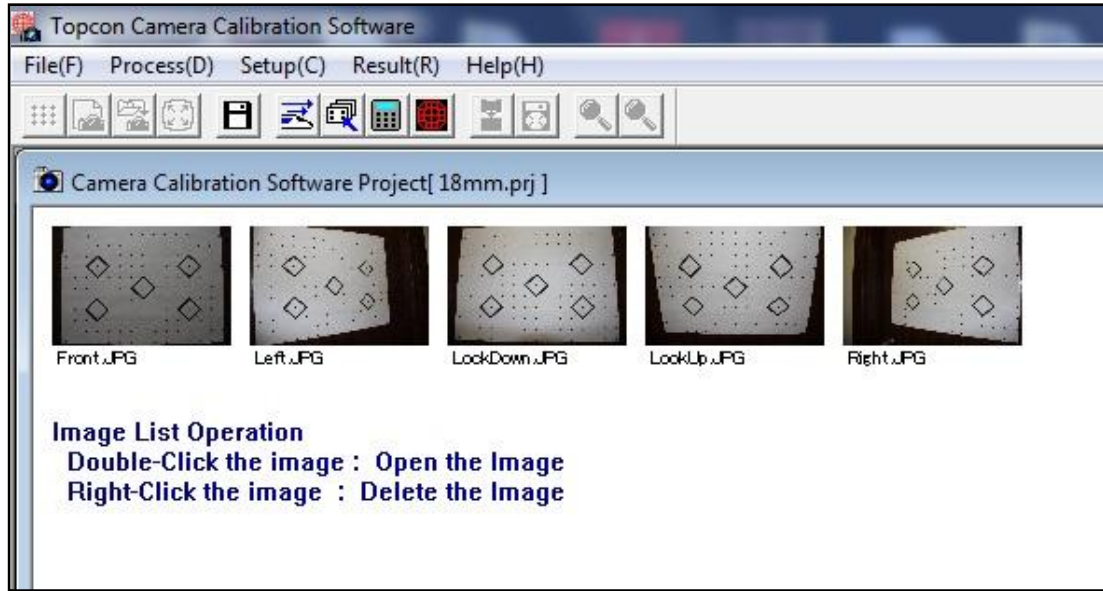 Topcon Camera Calibration Software
File(F) Process(D) Setup(C) Result(R) Help(H)
Camera Calibration Software Project[ 18mm.prj ]
Front.JPG Left.JPG LookDown.JPG LookUp.JPG Right.JPG
Image List Operation
Double-Click the image : Open the Image
Right-Click the image : Delete the Image